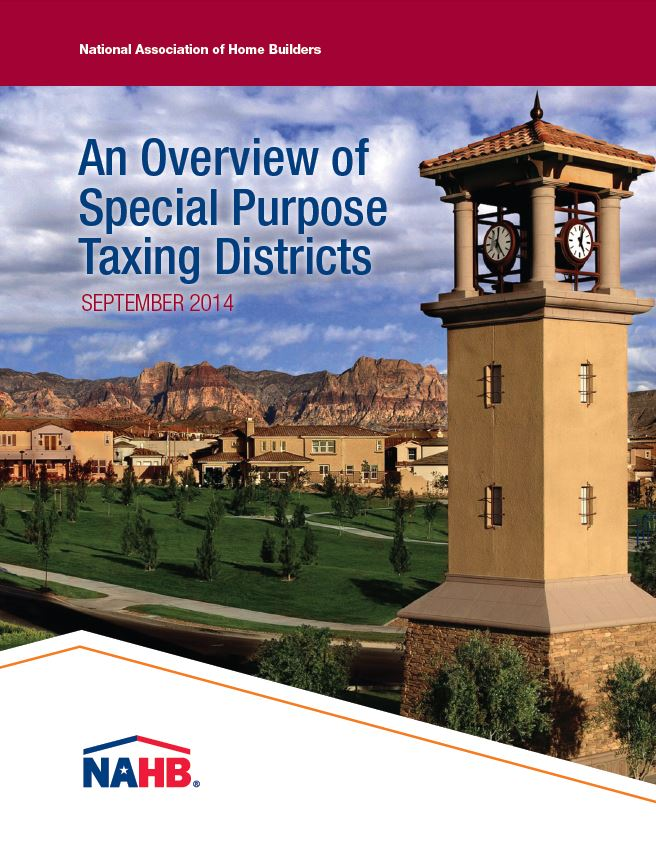 National Association of Home Builders
An Overview of
Special Purpose
Taxing Districts
SEPTEMBER 2014
NAHB®